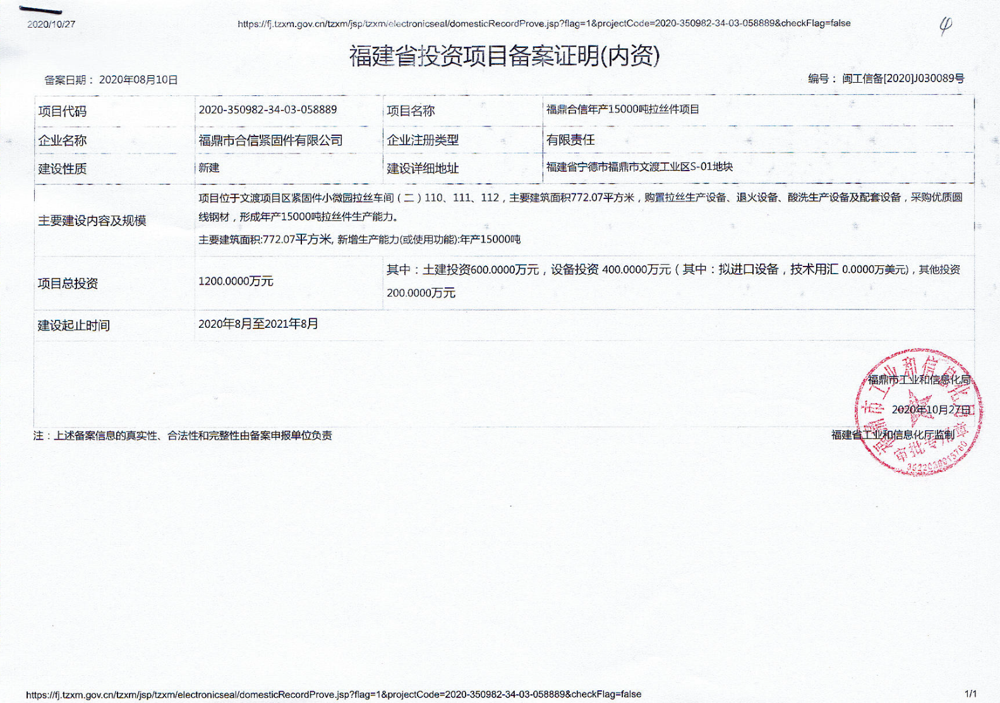 2020/10/27
https://fj.tzxm.gov.cn/tzxm/jsp/tzxm/electronicseal/domesticRecordProve.jsp?flag=1&projectCode=2020-350982-34-03-058889&checkFlag=false
4
福建省投资项目备案证明(内资)
备案日期： 2020年08月10日
编号： 闽工信备[2020]J030089号
项目代码 2020-350982-34-03-058889 项目名称 福鼎合信年产15000吨拉丝件项目
企业名称 福鼎市合信紧固件有限公司 企业注册类型 有限责任
建设性质 新建 建设详细地址 福建省宁德市福鼎市文渡工业区S-01地块
主要建设内容及规模
项目位于文渡项目区紧固件小微园拉丝车间（二）110、111、112，主要建筑面积772.07平方米，购置拉丝生产设备、退火设备、酸洗生产设备及配套设备，采购优质圆
线钢材，形成年产15000吨拉丝件生产能力。
主要建筑面积:772.07平方米, 新增生产能力(或使用功能):年产15000吨
项目总投资 1200.0000万元
其中：土建投资600.0000万元，设备投资 400.0000万元（其中：拟进口设备，技术用汇 0.0000万美元)，其他投资
200.0000万元
建设起止时间 2020年8月至2021年8月
福鼎市工业和信息化局
福鼎市工业和信息化局
2020年10月27日
审批专用章
注：上述备案信息的真实性、合法性和完整性由备案申报单位负责
福建省工业和信息化厅监制
https://fj.tzxm.gov.cn/tzxm/jsp/tzxm/electronicseal/domesticRecordProve.jsp?flag=1&projectCode=2020-350982-34-03-058889&checkFlag=false
1/1